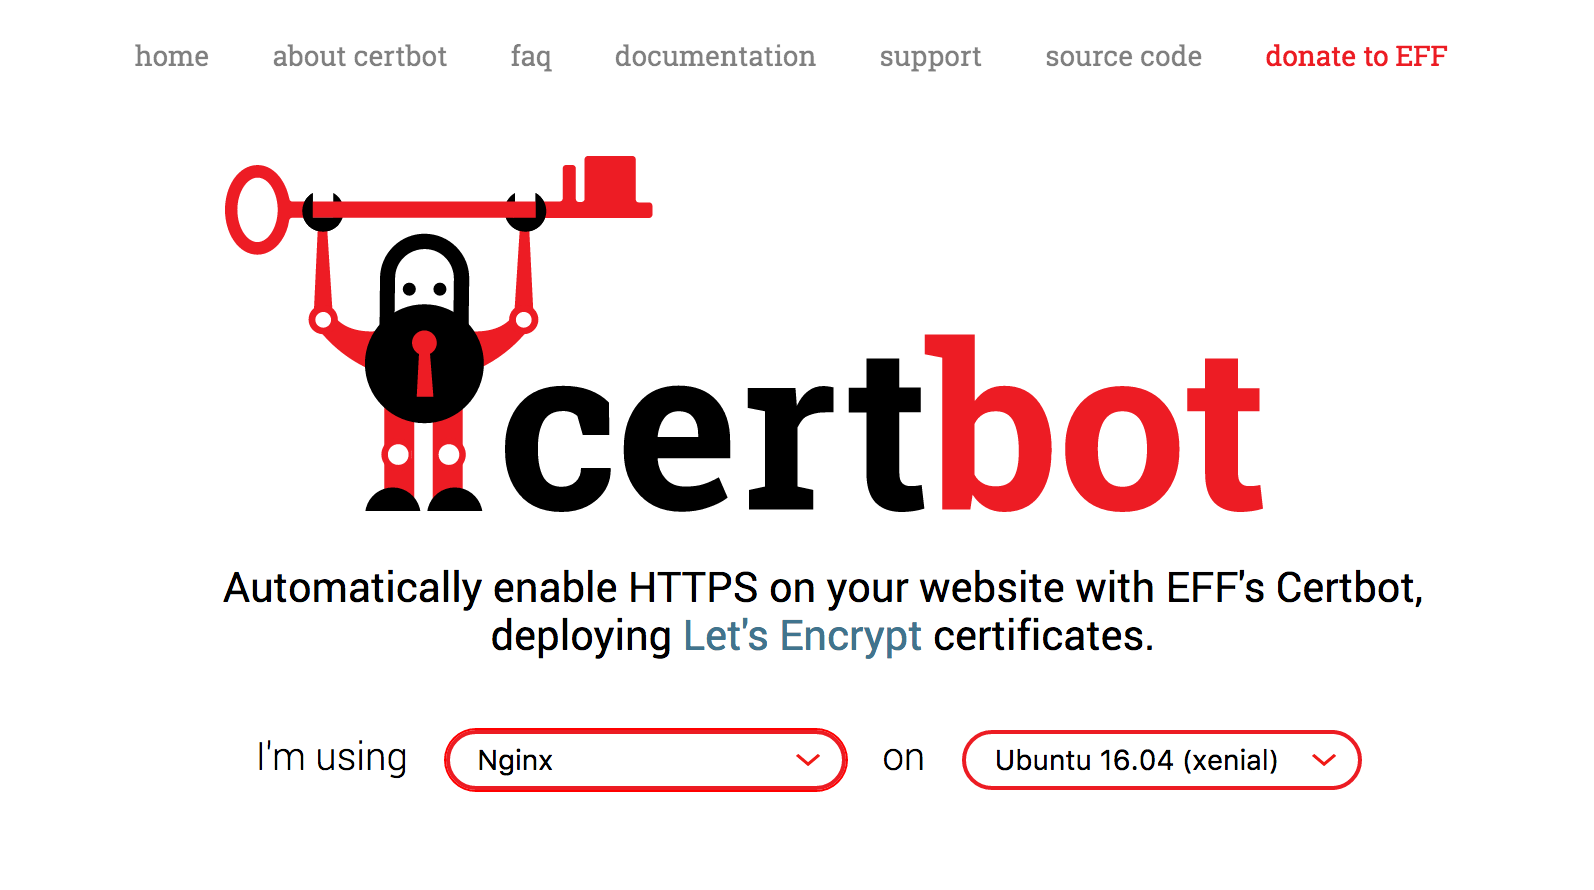 home about certbot faq documentation support source code donate to EFF
certbot
Automatically enable HTTPS on your website with EFF's Certbot,
deploying Let's Encrypt certificates.
I'm using Nginx on Ubuntu 16.04 (xenial)